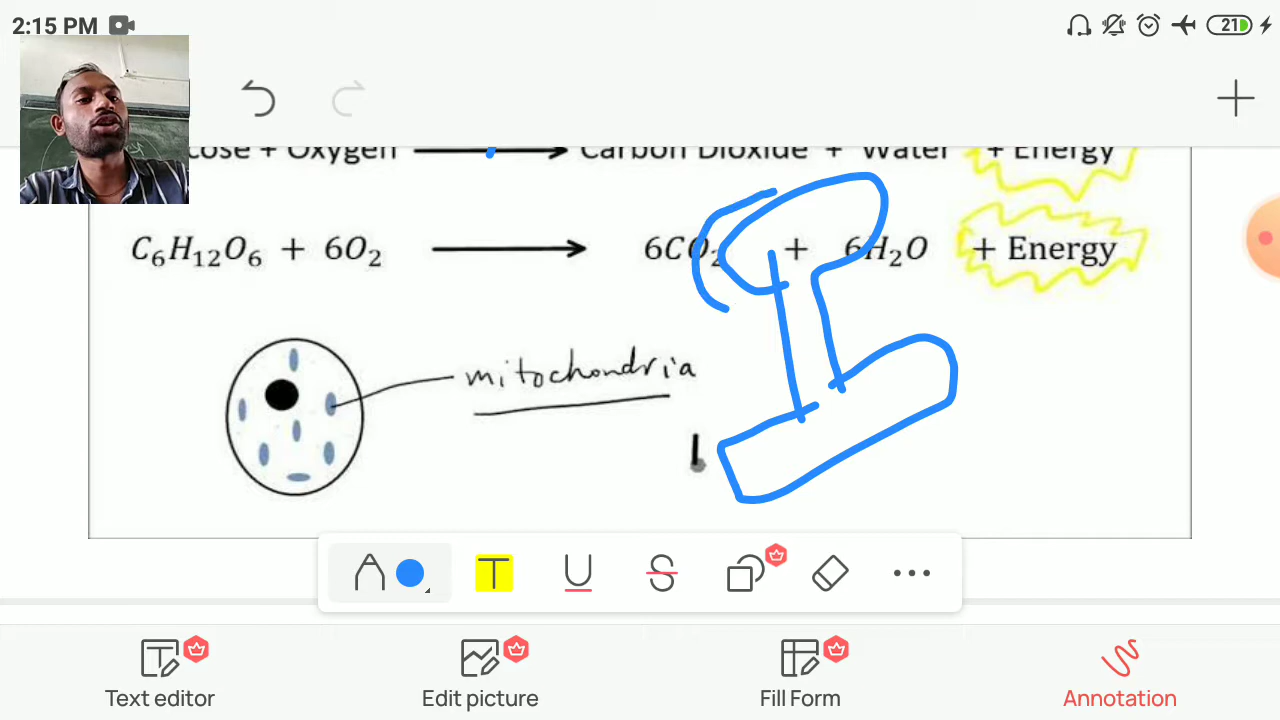 2:15 PM 21
cose + Oxygen Carbon Dioxide + Water + Energy
C₆H₁₂O₆ + 6O₂ 6CO₂ + 6H₂O + Energy
mitochondria
T U S
Text editor Edit picture Fill Form Annotation